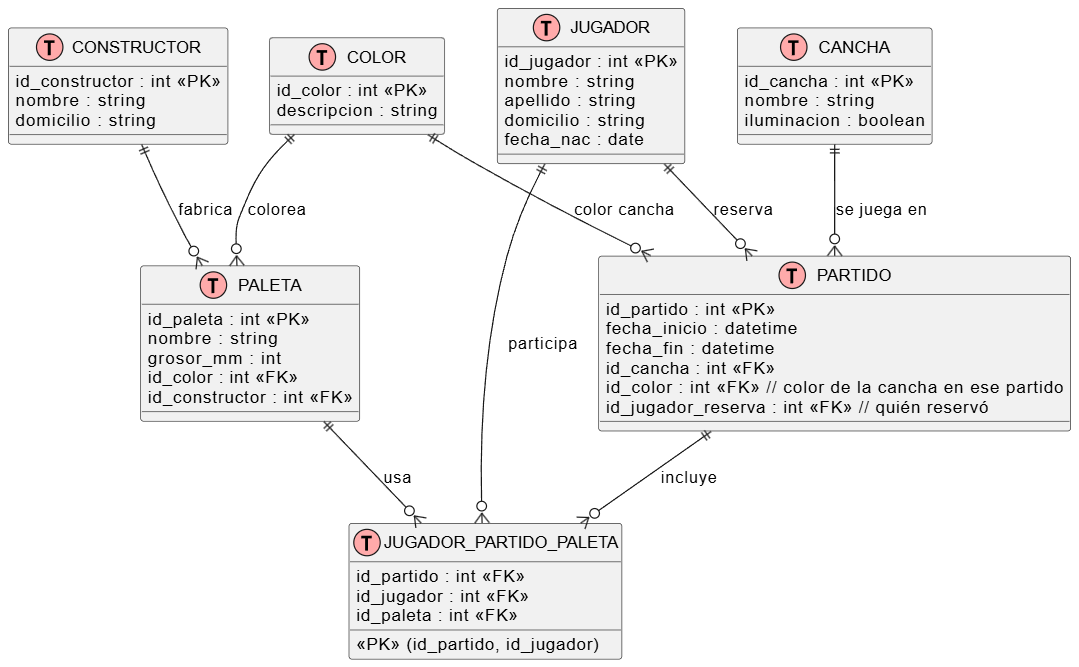 T CONSTRUCTOR
id_constructor : int «PK»
nombre : string
domicilio : string
T COLOR
id_color : int «PK»
descripcion : string
T JUGADOR
id_jugador : int «PK»
nombre : string
apellido : string
domicilio : string
fecha_nac : date
T CANCHA
id_cancha : int «PK»
nombre : string
iluminacion : boolean
fabrica
colorea
color cancha
reserva
se juega en
T PALETA
id_paleta : int «PK»
nombre : string
grosor_mm : int
id_color : int «FK»
id_constructor : int «FK»
participa
T PARTIDO
id_partido : int «PK»
fecha_inicio : datetime
fecha_fin : datetime
id_cancha : int «FK»
id_color : int «FK» // color de la cancha en ese partido
id_jugador_reserva : int «FK» // quién reservó
usa
incluye
T JUGADOR_PARTIDO_PALETA
id_partido : int «FK»
id_jugador : int «FK»
id_paleta : int «FK»
«PK» (id_partido, id_jugador)